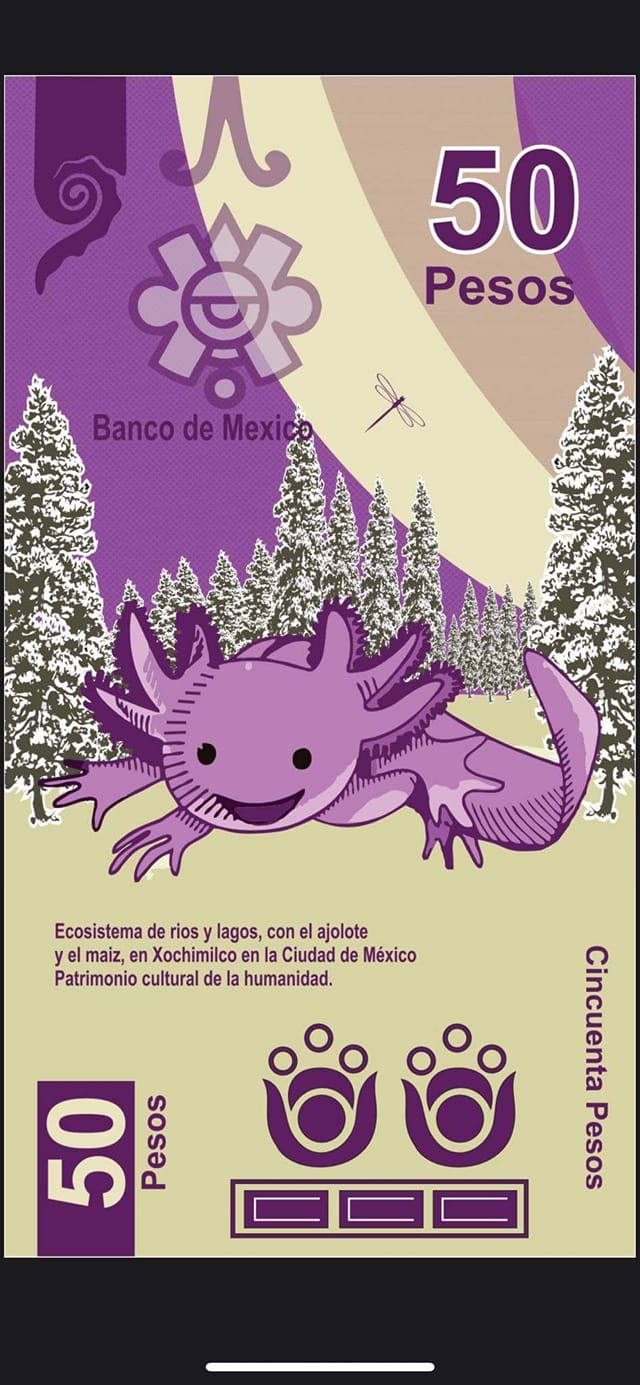 50
Pesos
Banco de Mexico
Ecosistema de rios y lagos, con el ajolote
y el maiz, en Xochimilco en la Ciudad de México
Patrimonio cultural de la humanidad.
Cincuenta Pesos
50
Pesos